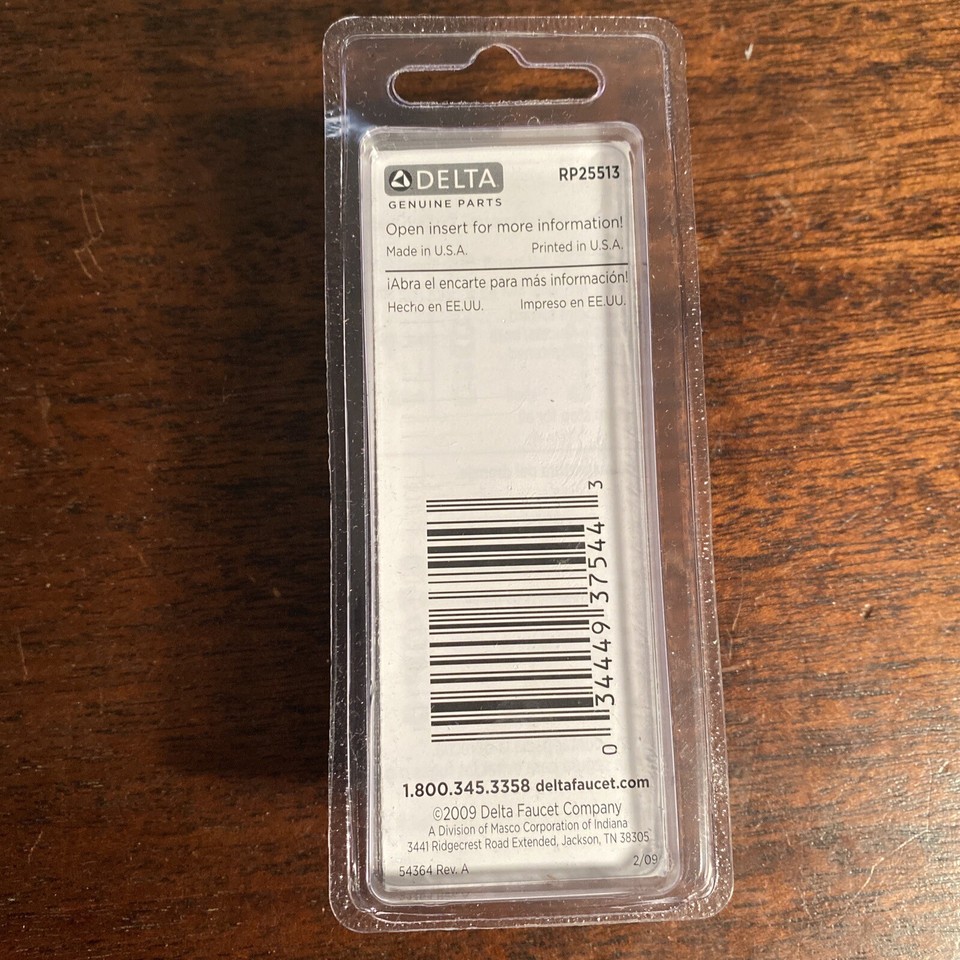 DELTA RP25513
GENUINE PARTS
Open insert for more information!
Made in U.S.A. Printed in U.S.A.
¡Abra el encarte para más información!
Hecho en EE.UU. Impreso en EE.UU.
0 34449 37544 3
1.800.345.3358 deltafaucet.com
©2009 Delta Faucet Company
A Division of Masco Corporation of Indiana
3441 Ridgecrest Road Extended, Jackson, TN 38305
54364 Rev. A 2/09